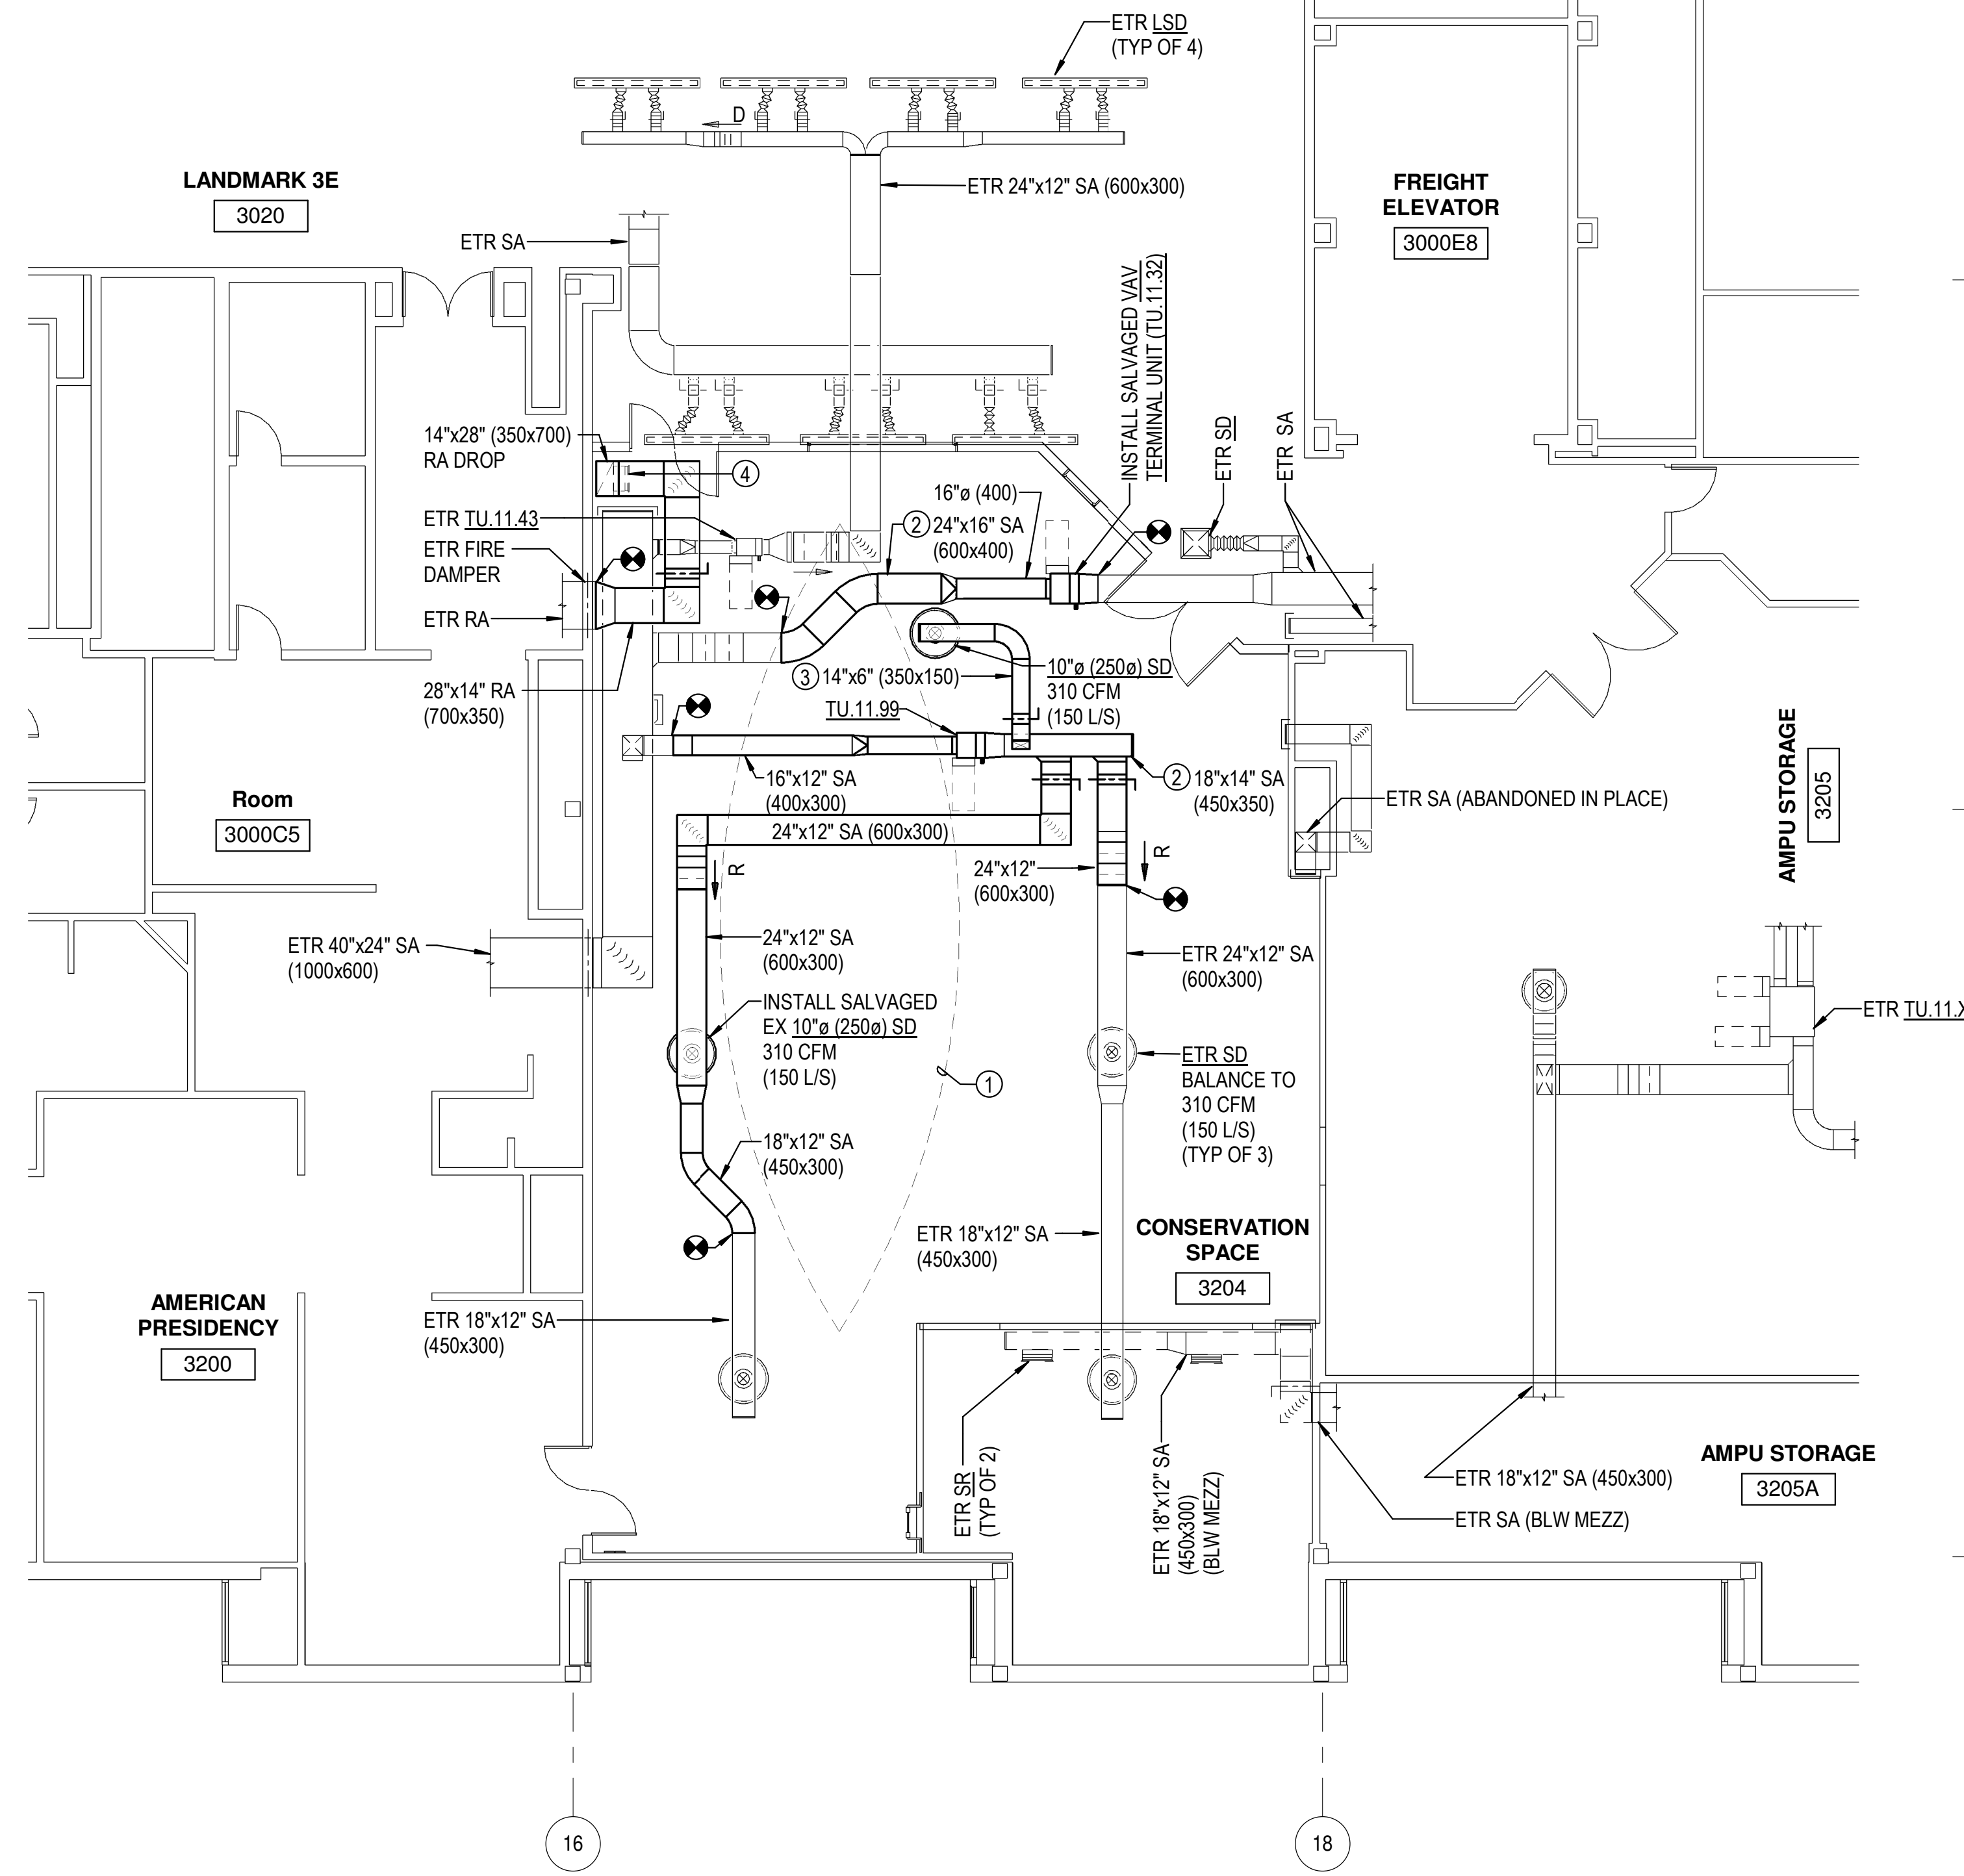 ETR LSD
(TYP OF 4)
D
LANDMARK 3E
3020
ETR 24"x12" SA (600x300)
FREIGHT
ELEVATOR
3000E8
ETR SA
INSTALL SALVAGED VAV
TERMINAL UNIT (TU.11.32)
ETR SD
ETR SA
14"x28" (350x700)
RA DROP
4
16"ø (400)
2 24"x16" SA
(600x400)
ETR TU.11.43
ETR FIRE
DAMPER
ETR RA
28"x14" RA
(700x350)
3 14"x6" (350x150)
10"ø (250ø) SD
310 CFM
(150 L/S)
TU.11.99
16"x12" SA
(400x300)
2 18"x14" SA
(450x350)
Room
3000C5
24"x12" SA (600x300)
ETR SA (ABANDONED IN PLACE)
AMPU STORAGE
3205
R
24"x12"
(600x300)
R
ETR 40"x24" SA
(1000x600)
24"x12" SA
(600x300)
ETR 24"x12" SA
(600x300)
INSTALL SALVAGED
EX 10"ø (250ø) SD
310 CFM
(150 L/S)
ETR TU.11.X
1
ETR SD
BALANCE TO
310 CFM
(150 L/S)
(TYP OF 3)
18"x12" SA
(450x300)
ETR 18"x12" SA
(450x300)
CONSERVATION
SPACE
3204
AMERICAN
PRESIDENCY
3200
ETR 18"x12" SA
(450x300)
ETR SR
(TYP OF 2)
ETR 18"x12" SA
(450x300)
(BLW MEZZ)
AMPU STORAGE
3205A
ETR 18"x12" SA (450x300)
ETR SA (BLW MEZZ)
16
18